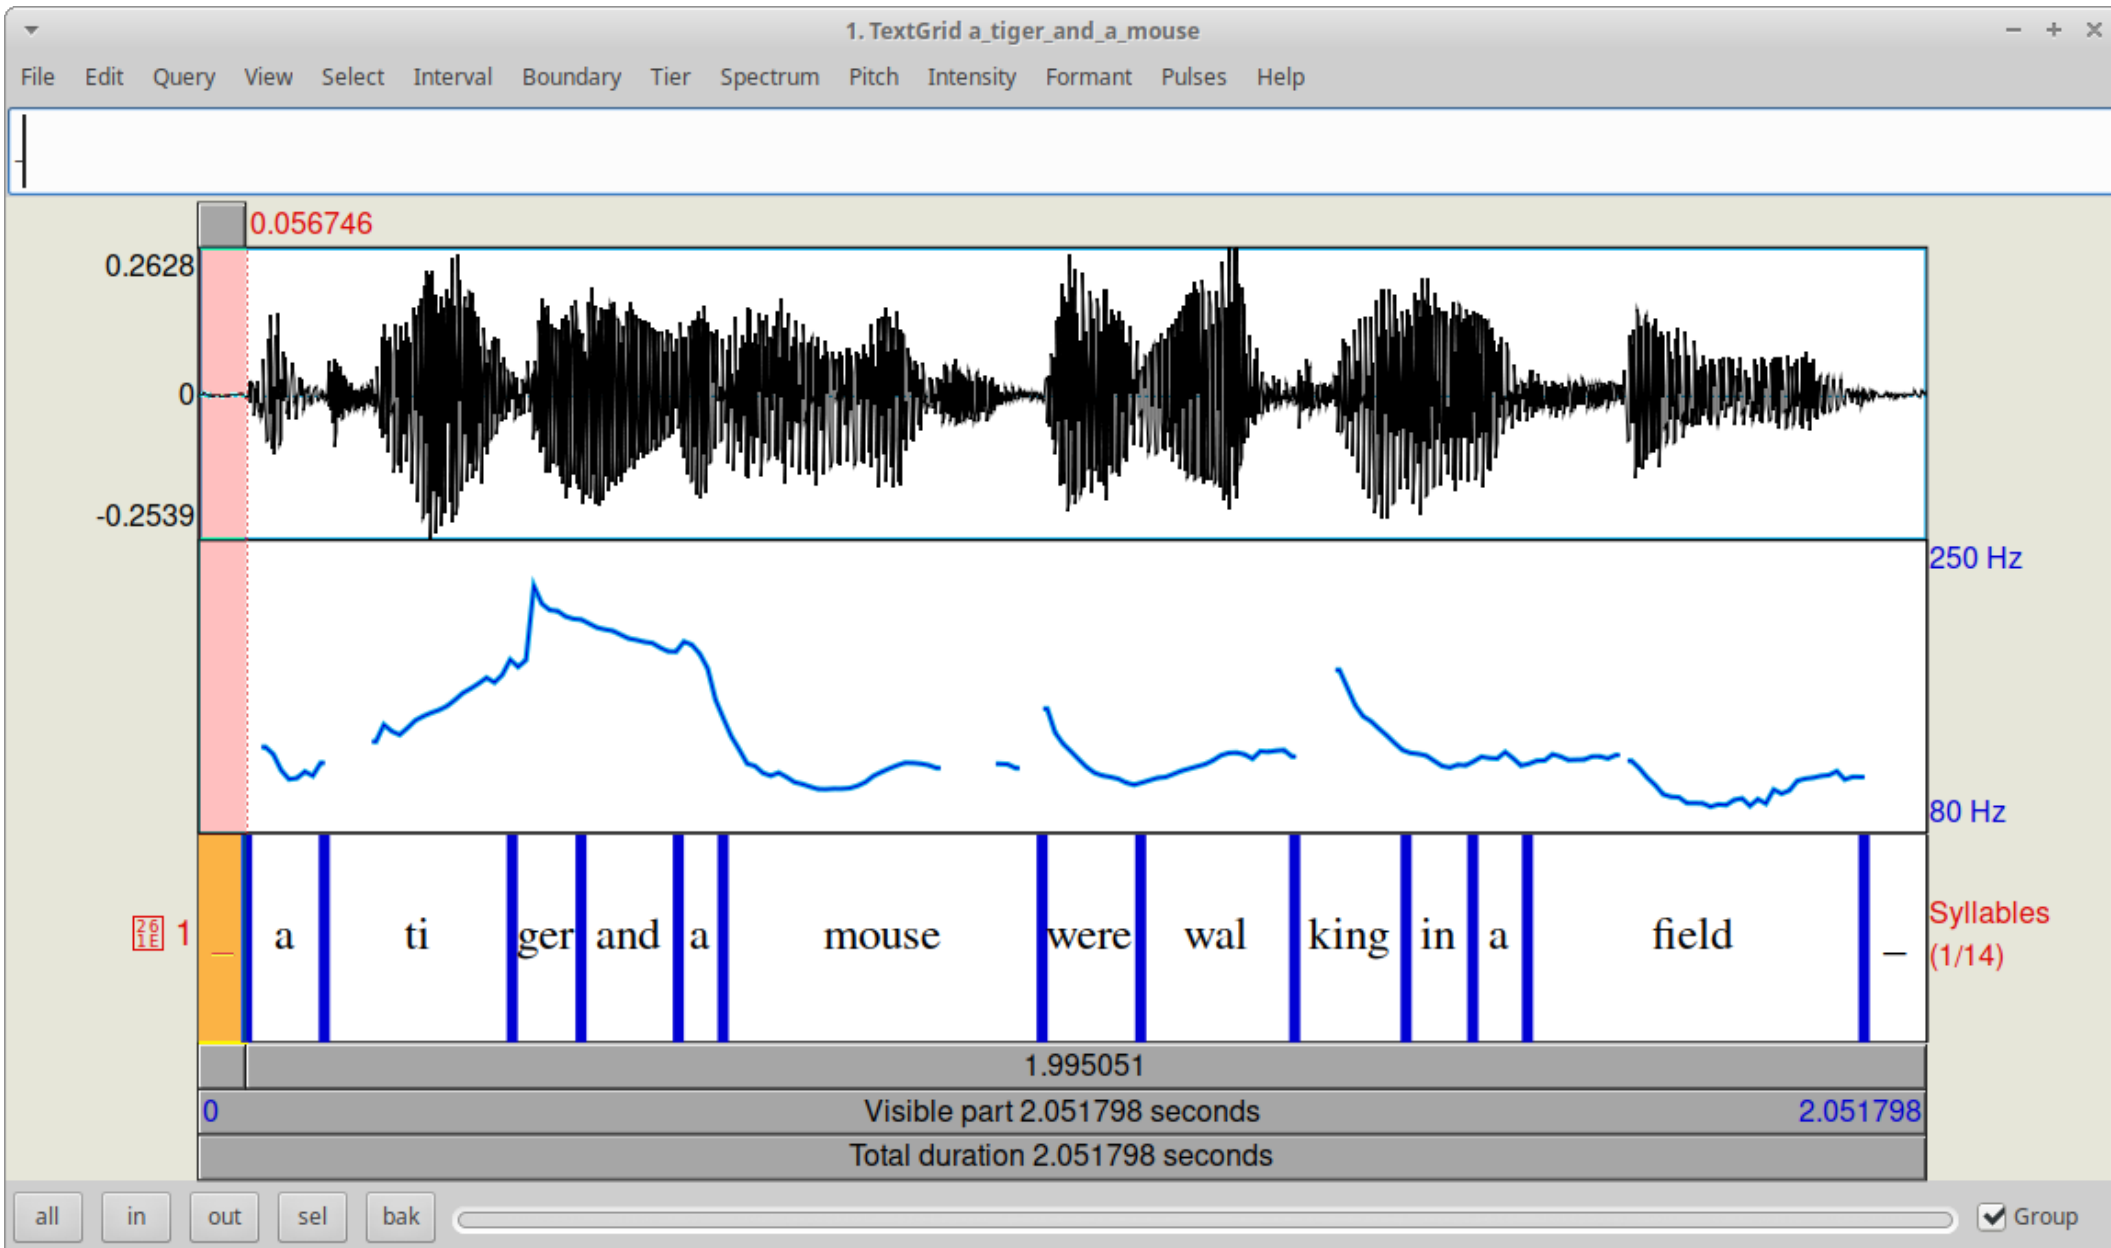 1. TextGrid a_tiger_and_a_mouse
File Edit Query View Select Interval Boundary Tier Spectrum Pitch Intensity Formant Pulses Help
_
0.056746
0.2628
0
-0.2539
250 Hz
80 Hz
261E 1 _ a ti ger and a mouse were wal king in a field _ Syllables
(1/14)
1.995051
0 Visible part 2.051798 seconds 2.051798
Total duration 2.051798 seconds
all in out sel bak Group